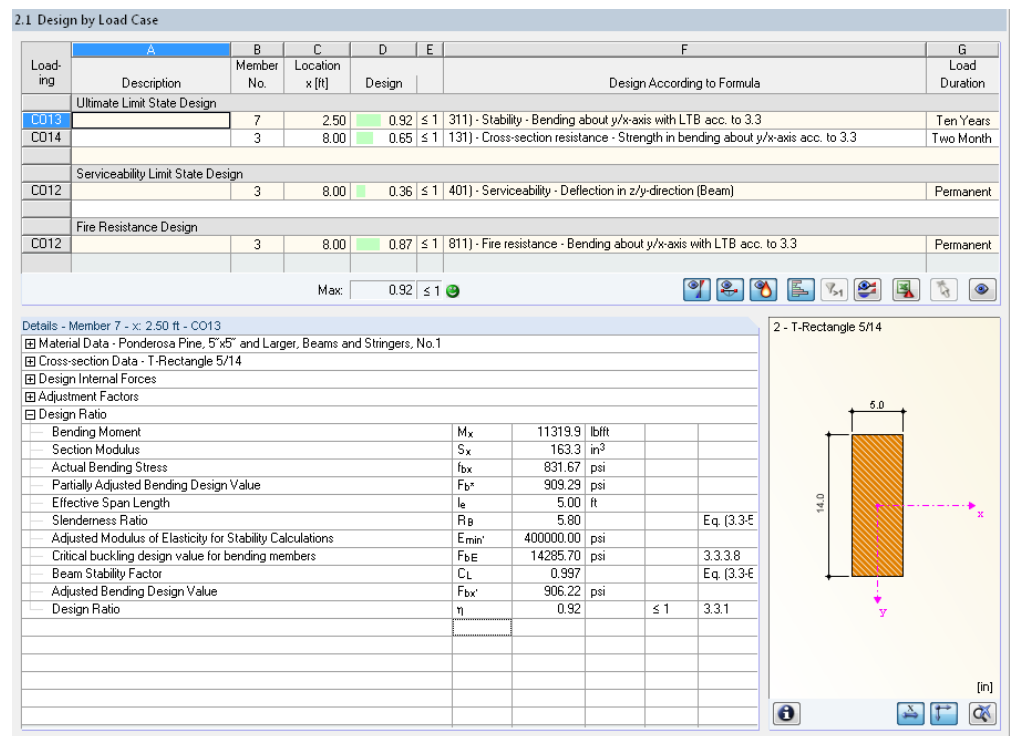 2.1 Design by Load Case
A B C D E F G
Load-ing Description Member No. Location x [ft] Design Design According to Formula Load Duration
Ultimate Limit State Design
CO13 7 2.50 0.92 ≤ 1 311) - Stability - Bending about y/x-axis with LTB acc. to 3.3 Ten Years
CO14 3 8.00 0.65 ≤ 1 131) - Cross-section resistance - Strength in bending about y/x-axis acc. to 3.3 Two Month
Serviceability Limit State Design
CO12 3 8.00 0.36 ≤ 1 401) - Serviceability - Deflection in z/y-direction (Beam) Permanent
Fire Resistance Design
CO12 3 8.00 0.87 ≤ 1 811) - Fire resistance - Bending about y/x-axis with LTB acc. to 3.3 Permanent
Max: 0.92 ≤ 1
Details - Member 7 - x: 2.50 ft - CO13
Material Data - Ponderosa Pine, 5˝x5˝ and Larger, Beams and Stringers, No.1
Cross-section Data - T-Rectangle 5/14
Design Internal Forces
Adjustment Factors
Design Ratio
Bending Moment Mx 11319.9 lbfft
Section Modulus Sx 163.3 in³
Actual Bending Stress fbx 831.67 psi
Partially Adjusted Bending Design Value Fb* 909.29 psi
Effective Span Length le 5.00 ft
Slenderness Ratio RB 5.80 Eq. (3.3-5
Adjusted Modulus of Elasticity for Stability Calculations Emin' 400000.00 psi
Critical buckling design value for bending members FbE 14285.70 psi 3.3.3.8
Beam Stability Factor CL 0.997 Eq. (3.3-6
Adjusted Bending Design Value Fbx' 906.22 psi
Design Ratio η 0.92 ≤ 1 3.3.1
2 - T-Rectangle 5/14
5.0
14.0
x
y
[in]